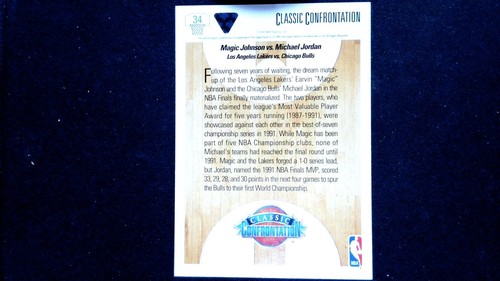 34
CLASSIC CONFRONTATION
Magic Johnson vs. Michael Jordan
Los Angeles Lakers vs. Chicago Bulls
Following seven years of waiting, the dream match-
up of the Los Angeles Lakers' Earvin "Magic"
Johnson and the Chicago Bulls' Michael Jordan in the
NBA Finals finally materialized. The two players, who
have claimed the league's Most Valuable Player
Award for five years running (1987-1991), were
showcased against each other in the best-of-seven
championship series in 1991. While Magic has been
part of five NBA Championship clubs, none of
Michael's teams had reached the final round until
1991. Magic and the Lakers forged a 1-0 series lead,
but Jordan, named the 1991 NBA Finals MVP, scored
33, 29, 28, and 30 points in the next four games to spur
the Bulls to their first World Championship.
CLASSIC
CONFRONTATION
NBA